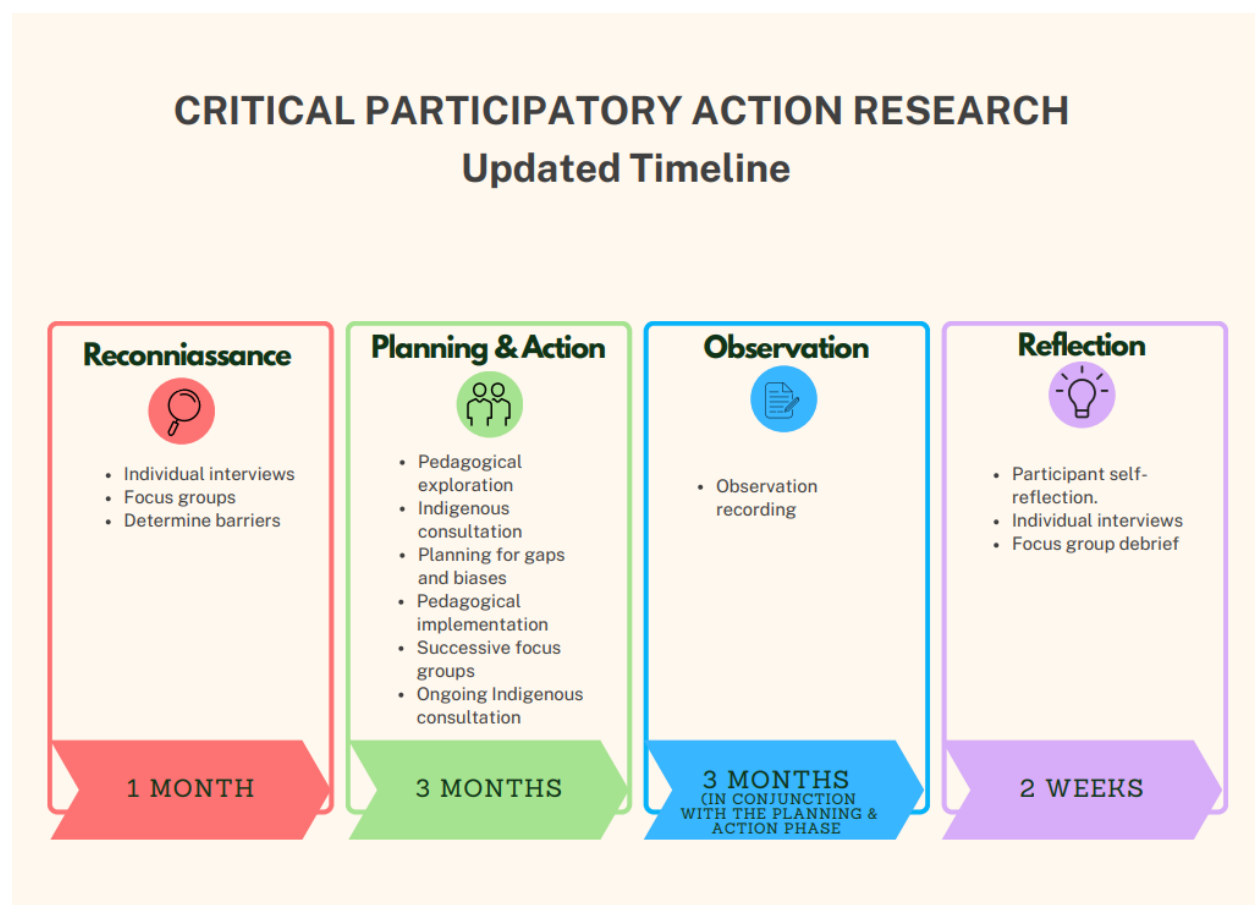 CRITICAL PARTICIPATORY ACTION RESEARCH
Updated Timeline
Reconniassance
• Individual interviews
• Focus groups
• Determine barriers
1 MONTH
Planning & Action
• Pedagogical
exploration
• Indigenous
consultation
• Planning for gaps
and biases
• Pedagogical
implementation
• Successive focus
groups
• Ongoing Indigenous
consultation
3 MONTHS
Observation
• Observation
recording
3 MONTHS
(IN CONJUNCTION
WITH THE PLANNING &
ACTION PHASE
Reflection
• Participant self-
reflection.
• Individual interviews
• Focus group debrief
2 WEEKS